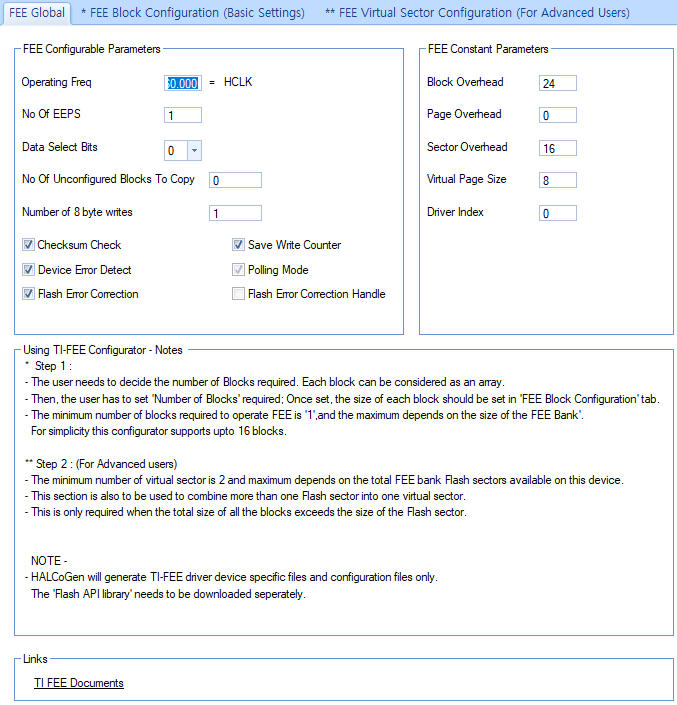 FEE Global * FEE Block Configuration (Basic Settings) ** FEE Virtual Sector Configuration (For Advanced Users)
FEE Configurable Parameters
Operating Freq 0.000 = HCLK
No Of EEPS 1
Data Select Bits 0
No Of Unconfigured Blocks To Copy 0
Number of 8 byte writes 1
Checksum Check Save Write Counter
Device Error Detect Polling Mode
Flash Error Correction Flash Error Correction Handle
FEE Constant Parameters
Block Overhead 24
Page Overhead 0
Sector Overhead 16
Virtual Page Size 8
Driver Index 0
Using TI-FEE Configurator - Notes
* Step 1 :
- The user needs to decide the number of Blocks required. Each block can be considered as an array.
- Then, the user has to set 'Number of Blocks' required; Once set, the size of each block should be set in 'FEE Block Configuration' tab.
- The minimum number of blocks required to operate FEE is '1',and the maximum depends on the size of the FEE Bank'.
For simplicity this configurator supports upto 16 blocks.
** Step 2 : (For Advanced users)
- The minimum number of virtual sector is 2 and maximum depends on the total FEE bank Flash sectors available on this device.
- This section is also to be used to combine more than one Flash sector into one virtual sector.
- This is only required when the total size of all the blocks exceeds the size of the Flash sector.
NOTE -
- HALCoGen will generate TI-FEE driver device specific files and configuration files only.
The 'Flash API library' needs to be downloaded seperately.
Links
TI FEE Documents